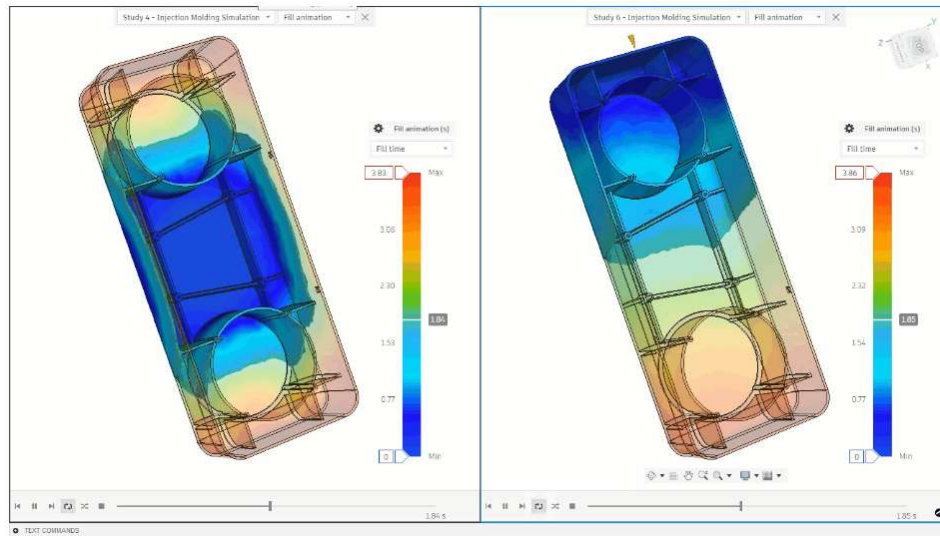 Study 4 - Injection Molding Simulation
Fill animation
Fill animation (s)
Fill time
3.83
Max
3.06
2.30
1.84
1.53
0.77
0
Min
1.84 s
Study 6 - Injection Molding Simulation
Fill animation
Y
Z
X
Fill animation (s)
Fill time
3.86
Max
3.09
2.32
1.85
1.54
0.77
0
Min
1.85 s
TEXT COMMANDS